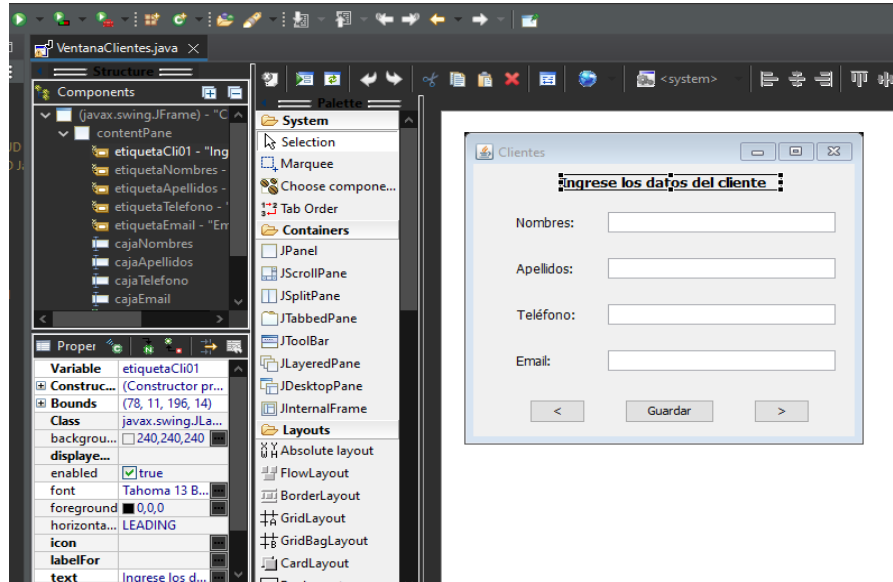 VentanaClientes.java
Structure
Components
(javax.swing.JFrame) - "C
contentPane
etiquetaCli01 - "Ing
etiquetaNombres -
etiquetaApellidos -
etiquetaTelefono - "
etiquetaEmail - "Em
cajaNombres
cajaApellidos
cajaTelefono
cajaEmail
Proper
Variable etiquetaCli01
Construc... (Constructor pr...
Bounds (78, 11, 196, 14)
Class javax.swing.JLa...
backgrou... 240,240,240
displaye...
enabled true
font Tahoma 13 B...
foreground 0,0,0
horizonta... LEADING
icon
labelFor
text Ingrese los d...
<system>
Palette
System
Selection
Marquee
Choose compone...
Tab Order
Containers
JPanel
JScrollPane
JSplitPane
JTabbedPane
JToolBar
JLayeredPane
JDesktopPane
JInternalFrame
Layouts
Absolute layout
FlowLayout
BorderLayout
GridLayout
GridBagLayout
CardLayout
Clientes
Ingrese los datos del cliente
Nombres:
Apellidos:
Teléfono:
Email:
< Guardar >